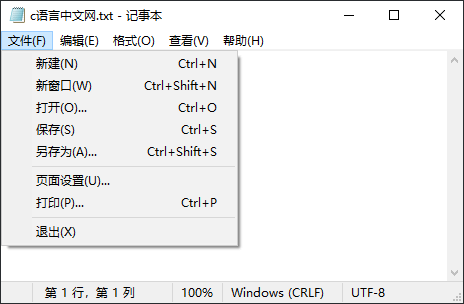 c语言中文网.txt - 记事本
文件(F) 编辑(E) 格式(O) 查看(V) 帮助(H)
新建(N) Ctrl+N
新窗口(W) Ctrl+Shift+N
打开(O)... Ctrl+O
保存(S) Ctrl+S
另存为(A)... Ctrl+Shift+S
页面设置(U)...
打印(P)... Ctrl+P
退出(X)
第 1 行，第 1 列 100% Windows (CRLF) UTF-8